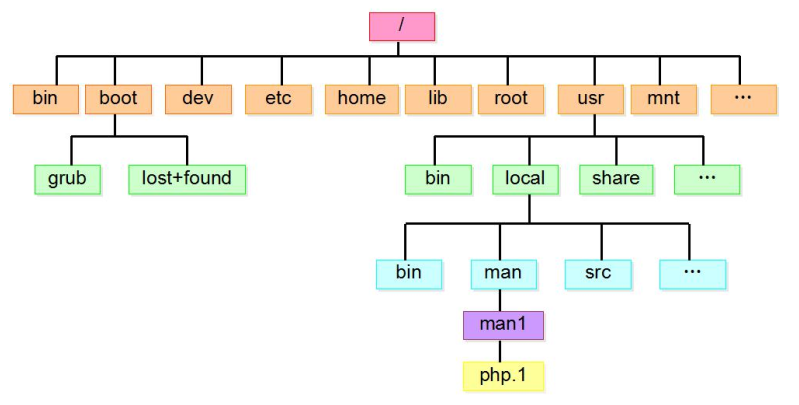 /
bin boot dev etc home lib root usr mnt ...
grub lost+found bin local share ...
bin man src ...
man1
php.1